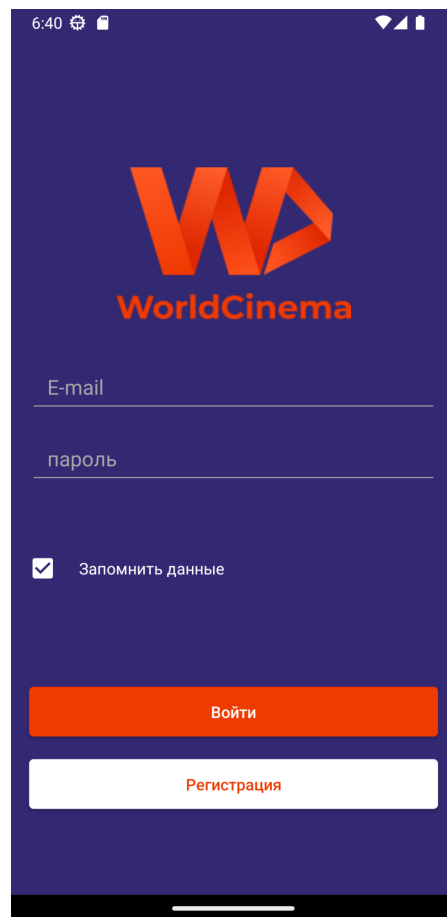 6:40
WorldCinema
E-mail
пароль
Запомнить данные
Войти
Регистрация